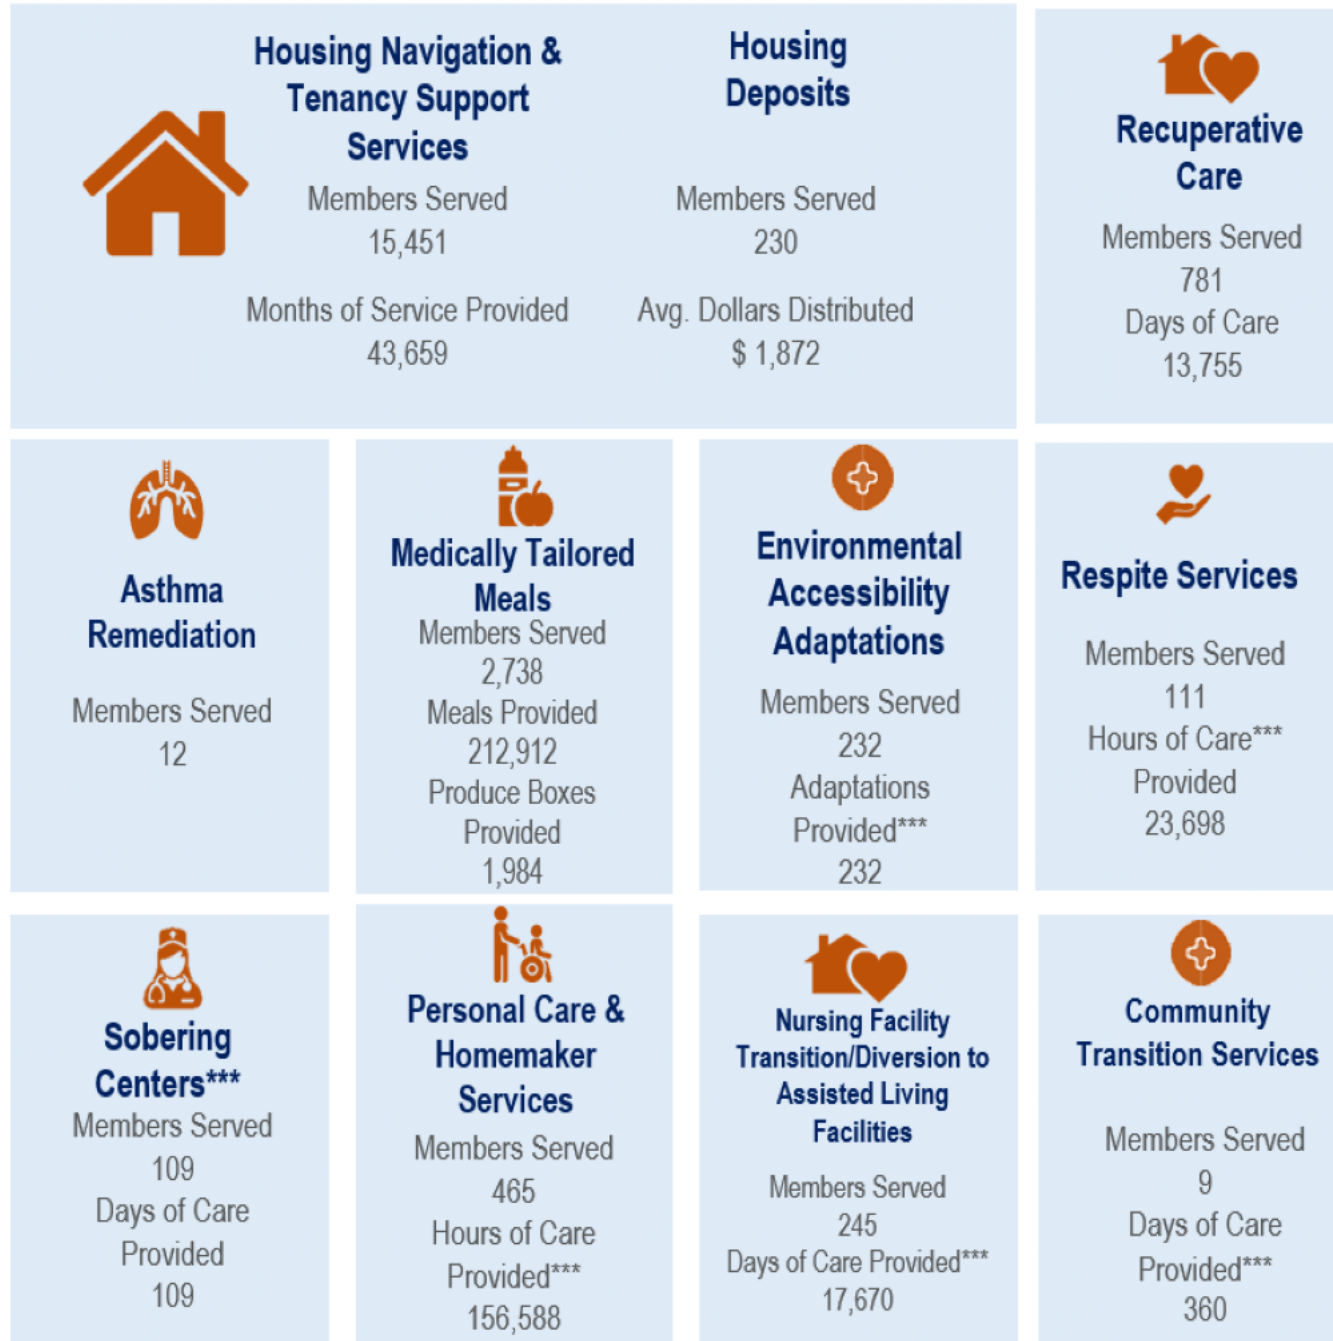 Housing Navigation &
Tenancy Support
Services
Members Served
15,451
Months of Service Provided
43,659
Housing
Deposits
Members Served
230
Avg. Dollars Distributed
$ 1,872
Recuperative
Care
Members Served
781
Days of Care
13,755
Asthma
Remediation
Members Served
12
Medically Tailored
Meals
Members Served
2,738
Meals Provided
212,912
Produce Boxes
Provided
1,984
Environmental
Accessibility
Adaptations
Members Served
232
Adaptations
Provided***
232
Respite Services
Members Served
111
Hours of Care***
Provided
23,698
Sobering
Centers***
Members Served
109
Days of Care
Provided
109
Personal Care &
Homemaker
Services
Members Served
465
Hours of Care
Provided***
156,588
Nursing Facility
Transition/Diversion to
Assisted Living
Facilities
Members Served
245
Days of Care Provided***
17,670
Community
Transition Services
Members Served
9
Days of Care
Provided***
360